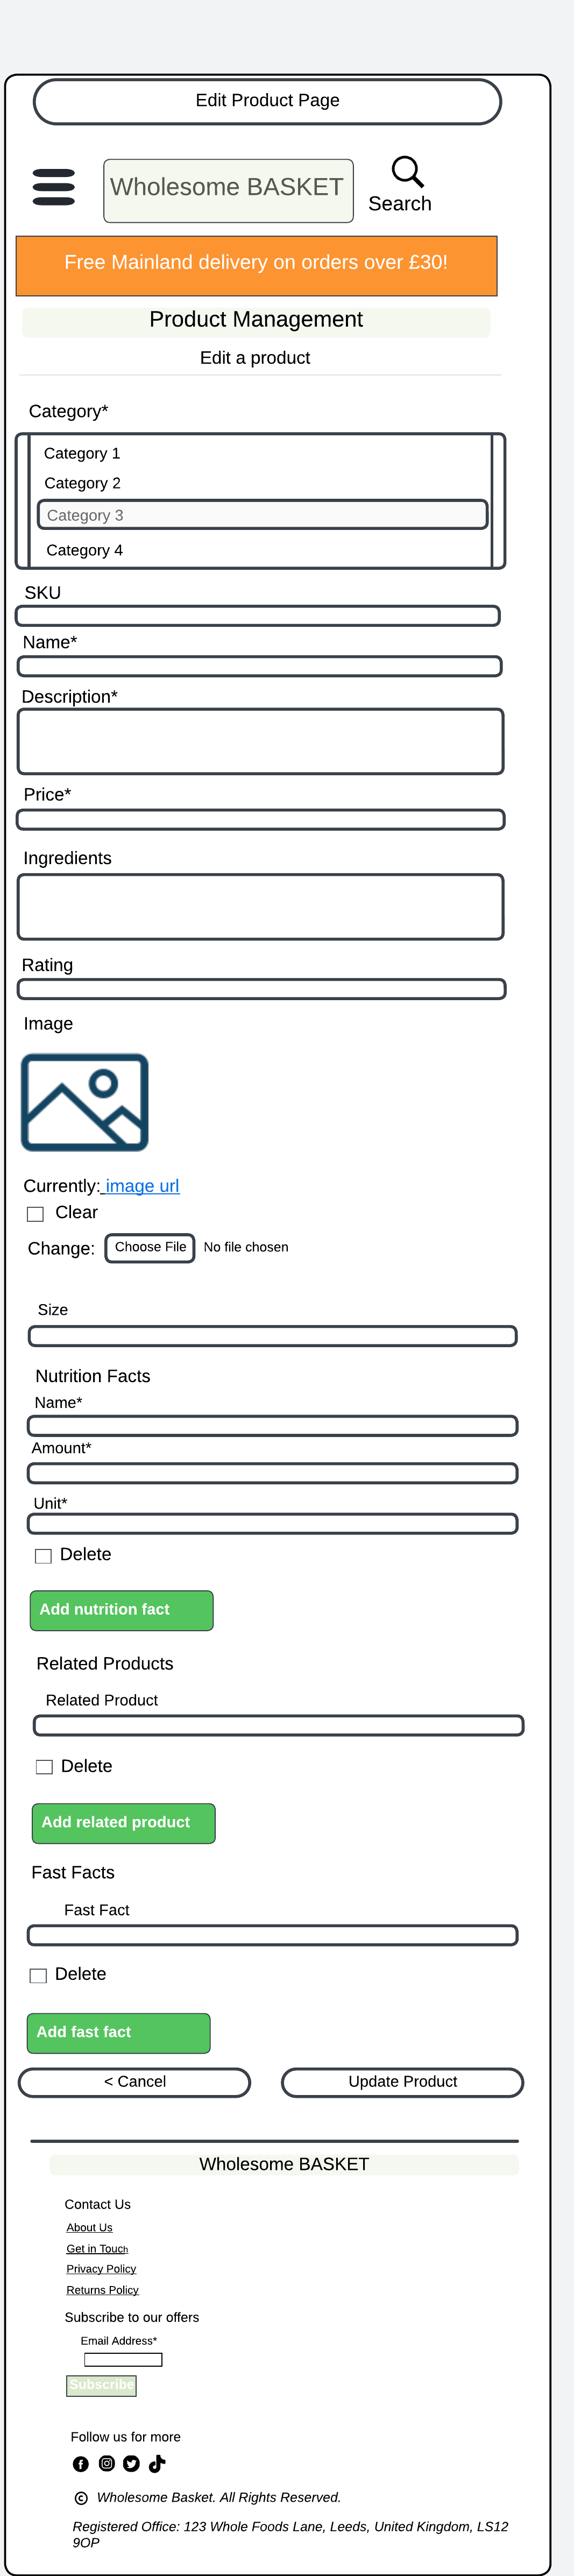 Edit Product Page
Wholesome BASKET
Search
Free Mainland delivery on orders over £30!
Product Management
Edit a product
Category*
Category 1
Category 2
Category 3
Category 4
SKU
Name*
Description*
Price*
Ingredients
Rating
Image
Currently: image url
Clear
Change: Choose File No file chosen
Size
Nutrition Facts
Name*
Amount*
Unit*
Delete
Add nutrition fact
Related Products
Related Product
Delete
Add related product
Fast Facts
Fast Fact
Delete
Add fast fact
< Cancel Update Product
Wholesome BASKET
Contact Us
About Us
Get in Touch
Privacy Policy
Returns Policy
Subscribe to our offers
Email Address*
Subscribe
Follow us for more
© Wholesome Basket. All Rights Reserved.
Registered Office: 123 Whole Foods Lane, Leeds, United Kingdom, LS12
9OP